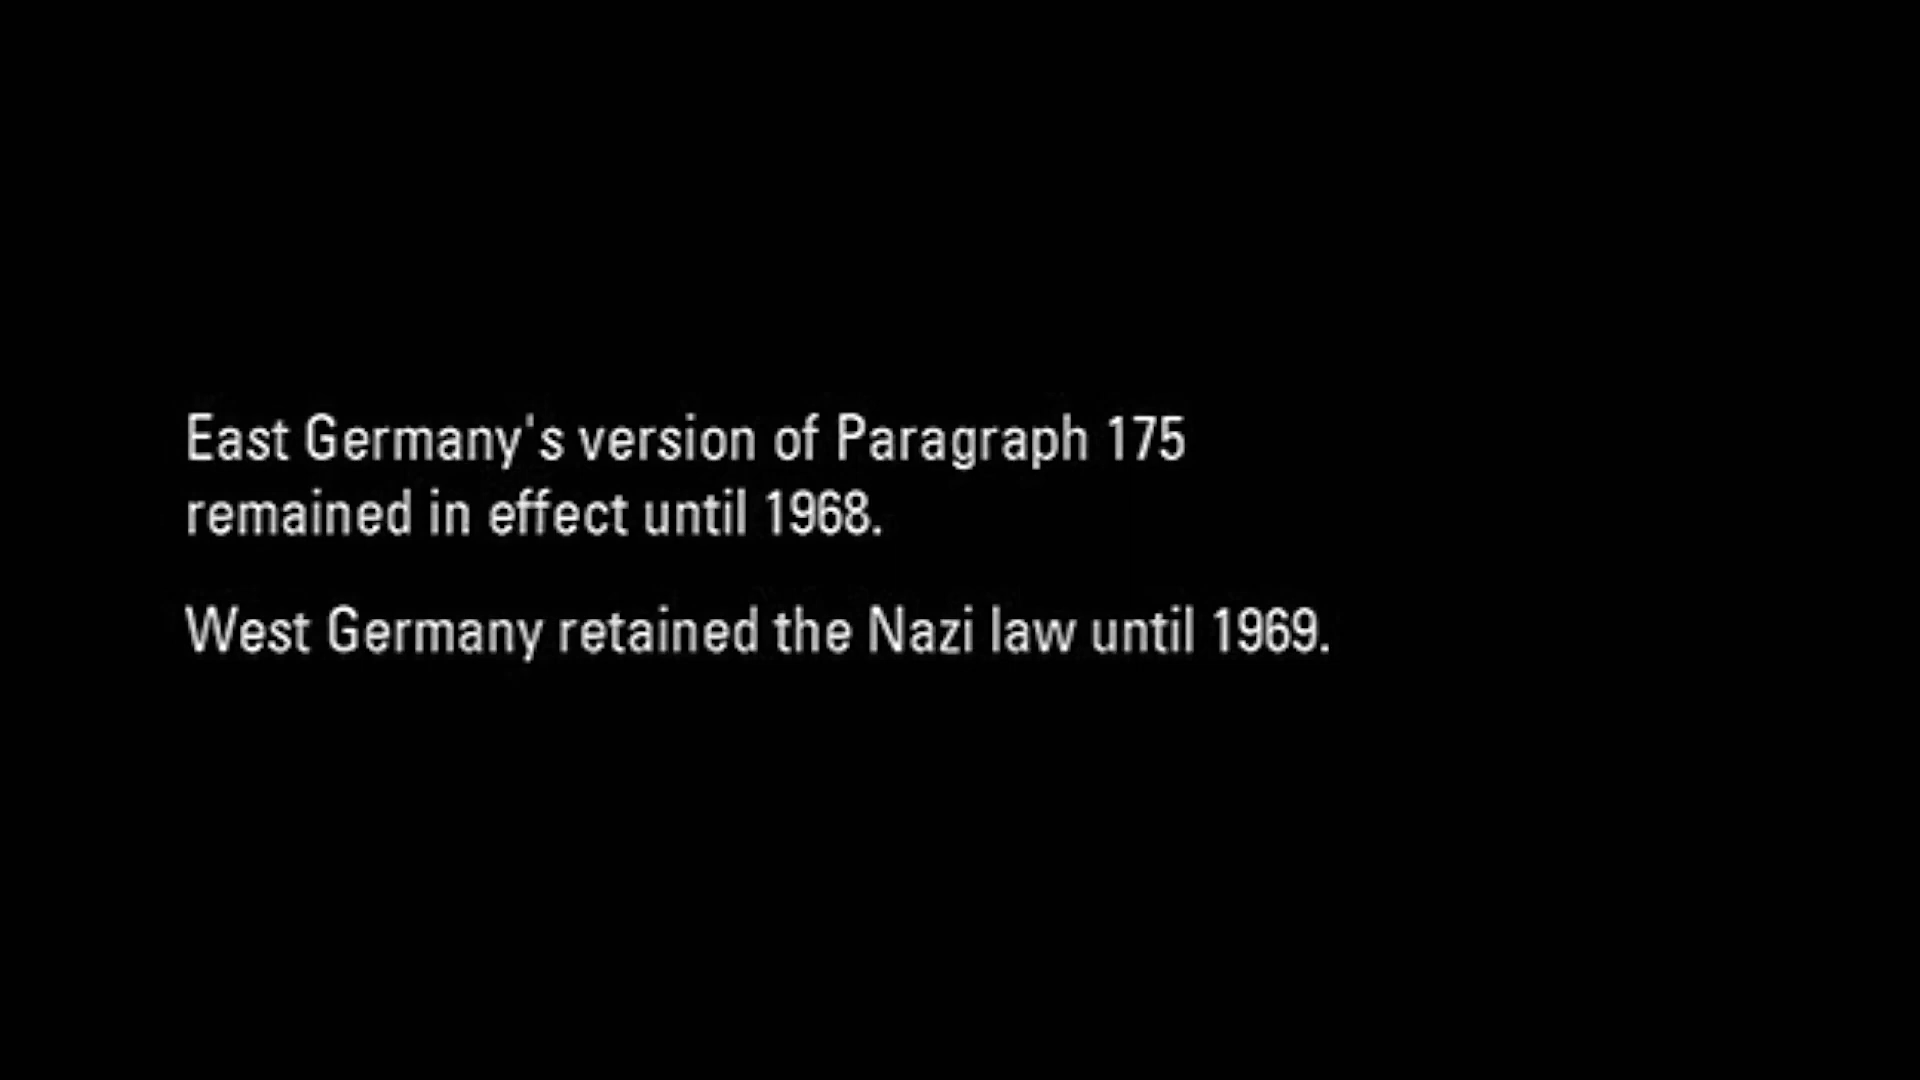 East Germany's version of Paragraph 175
remained in effect until 1968.
West Germany retained the Nazi law until 1969.